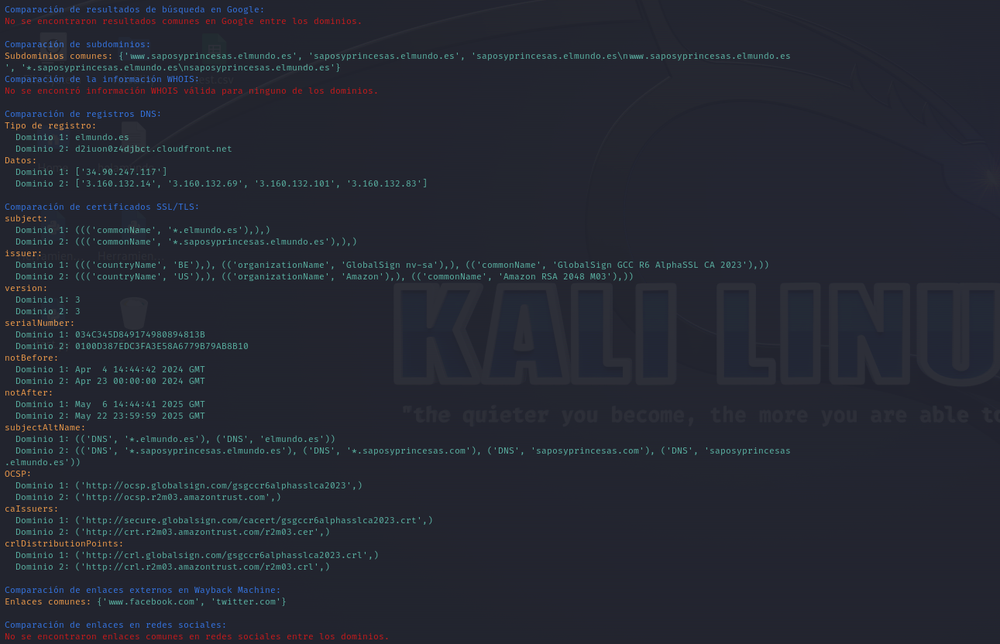 Comparación de resultados de búsqueda en Google:
No se encontraron resultados comunes en Google entre los dominios.
Comparación de subdominios:
Subdominios comunes: {'www.saposyprincesas.elmundo.es', 'saposyprincesas.elmundo.es', 'saposyprincesas.elmundo.es\nwww.saposyprincesas.elmundo.es
', '*.saposyprincesas.elmundo.es\nsaposyprincesas.elmundo.es'}
Comparación de la información WHOIS:
No se encontró información WHOIS válida para ninguno de los dominios.
Comparación de registros DNS:
Tipo de registro:
Dominio 1: elmundo.es
Dominio 2: d2iuon0z4djbct.cloudfront.net
Datos:
Dominio 1: ['34.90.247.117']
Dominio 2: ['3.160.132.14', '3.160.132.69', '3.160.132.101', '3.160.132.83']
Comparación de certificados SSL/TLS:
subject:
Dominio 1: ((('commonName', '*.elmundo.es'),),)
Dominio 2: ((('commonName', '*.saposyprincesas.elmundo.es'),),)
issuer:
Dominio 1: ((('countryName', 'BE'),), (('organizationName', 'GlobalSign nv-sa'),), (('commonName', 'GlobalSign GCC R6 AlphaSSL CA 2023'),))
Dominio 2: ((('countryName', 'US'),), (('organizationName', 'Amazon'),), (('commonName', 'Amazon RSA 2048 M03'),))
version:
Dominio 1: 3
Dominio 2: 3
serialNumber:
Dominio 1: 034C345D849174980894813B
Dominio 2: 0100D387EDC3FA3E58A6779B79AB8B10
notBefore:
Dominio 1: Apr  4 14:44:42 2024 GMT
Dominio 2: Apr 23 00:00:00 2024 GMT
notAfter:
Dominio 1: May  6 14:44:41 2025 GMT
Dominio 2: May 22 23:59:59 2025 GMT
subjectAltName:
Dominio 1: (('DNS', '*.elmundo.es'), ('DNS', 'elmundo.es'))
Dominio 2: (('DNS', '*.saposyprincesas.elmundo.es'), ('DNS', '*.saposyprincesas.com'), ('DNS', 'saposyprincesas.com'), ('DNS', 'saposyprincesas
.elmundo.es'))
OCSP:
Dominio 1: ('http://ocsp.globalsign.com/gsgccr6alphasslca2023',)
Dominio 2: ('http://ocsp.r2m03.amazontrust.com',)
caIssuers:
Dominio 1: ('http://secure.globalsign.com/cacert/gsgccr6alphasslca2023.crt',)
Dominio 2: ('http://crt.r2m03.amazontrust.com/r2m03.cer',)
crlDistributionPoints:
Dominio 1: ('http://crl.globalsign.com/gsgccr6alphasslca2023.crl',)
Dominio 2: ('http://crl.r2m03.amazontrust.com/r2m03.crl',)
Comparación de enlaces externos en Wayback Machine:
Enlaces comunes: {'www.facebook.com', 'twitter.com'}
Comparación de enlaces en redes sociales:
No se encontraron enlaces comunes en redes sociales entre los dominios.
KALI LINU
"the quieter you become, the more you are able to